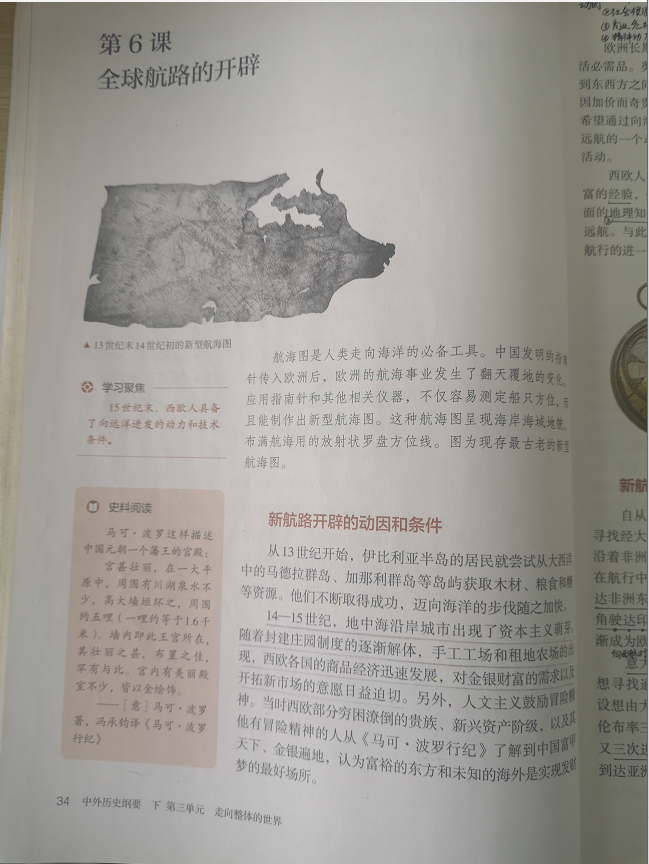 第6课
全球航路的开辟
▲ 13世纪末14世纪初的新型航海图
学习聚焦
15世纪末，西欧人具备
了向远洋进发的动力和技术
条件。
航海图是人类走向海洋的必备工具。中国发明的指南
针传入欧洲后，欧洲的航海事业发生了翻天覆地的变化。
应用指南针和其他相关仪器，不仅容易测定船只方位，而
且能制作出新型航海图。这种航海图呈现海岸海域地貌，
布满航海用的放射状罗盘方位线。图为现存最古老的新型
航海图。
史料阅读
马可·波罗这样描述
中国元朝一个藩王的宫殿：
宫甚壮丽，在一大平
原中，周围有川湖泉水不
少，高大墙垣环之，周围
约五哩（一哩约等于1.6千
米）。墙内即此王宫所在，
其壮丽之甚，布置之佳，
罕有与比。宫内有美丽殿
室不少，皆以金绘饰。
——［意］马可·波罗
著，冯承钧译《马可·波罗
行纪》
新航路开辟的动因和条件
从13世纪开始，伊比利亚半岛的居民就尝试从大西洋
中的马德拉群岛、加那利群岛等岛屿获取木材、粮食和糖
等资源。他们不断取得成功，迈向海洋的步伐随之加快。
14—15世纪，地中海沿岸城市出现了资本主义萌芽。
随着封建庄园制度的逐渐解体，手工工场和租地农场的出
现，西欧各国的商品经济迅速发展，对金银财富的需求以及
开拓新市场的意愿日益迫切。另外，人文主义鼓励冒险精
神。当时西欧部分穷困潦倒的贵族、新兴资产阶级，以及其
他有冒险精神的人从《马可·波罗行纪》了解到中国富甲
天下、金银遍地，认为富裕的东方和未知的海外是实现发财
梦的最好场所。
34 中外历史纲要 下 第三单元 走向整体的世界
欧洲长
活必需品。
到东西方之间
因加价而奇
希望通过向
远航的一个
活动。
西欧人
富的经验，
面的地理知
远航。与此
航行的进一
新航
自从
寻找经大
沿着非洲
在航行中
达非洲东
角驶达印
渐成为欧
意
想寻找
设想由大
伦布率三
又三次
到达亚洲